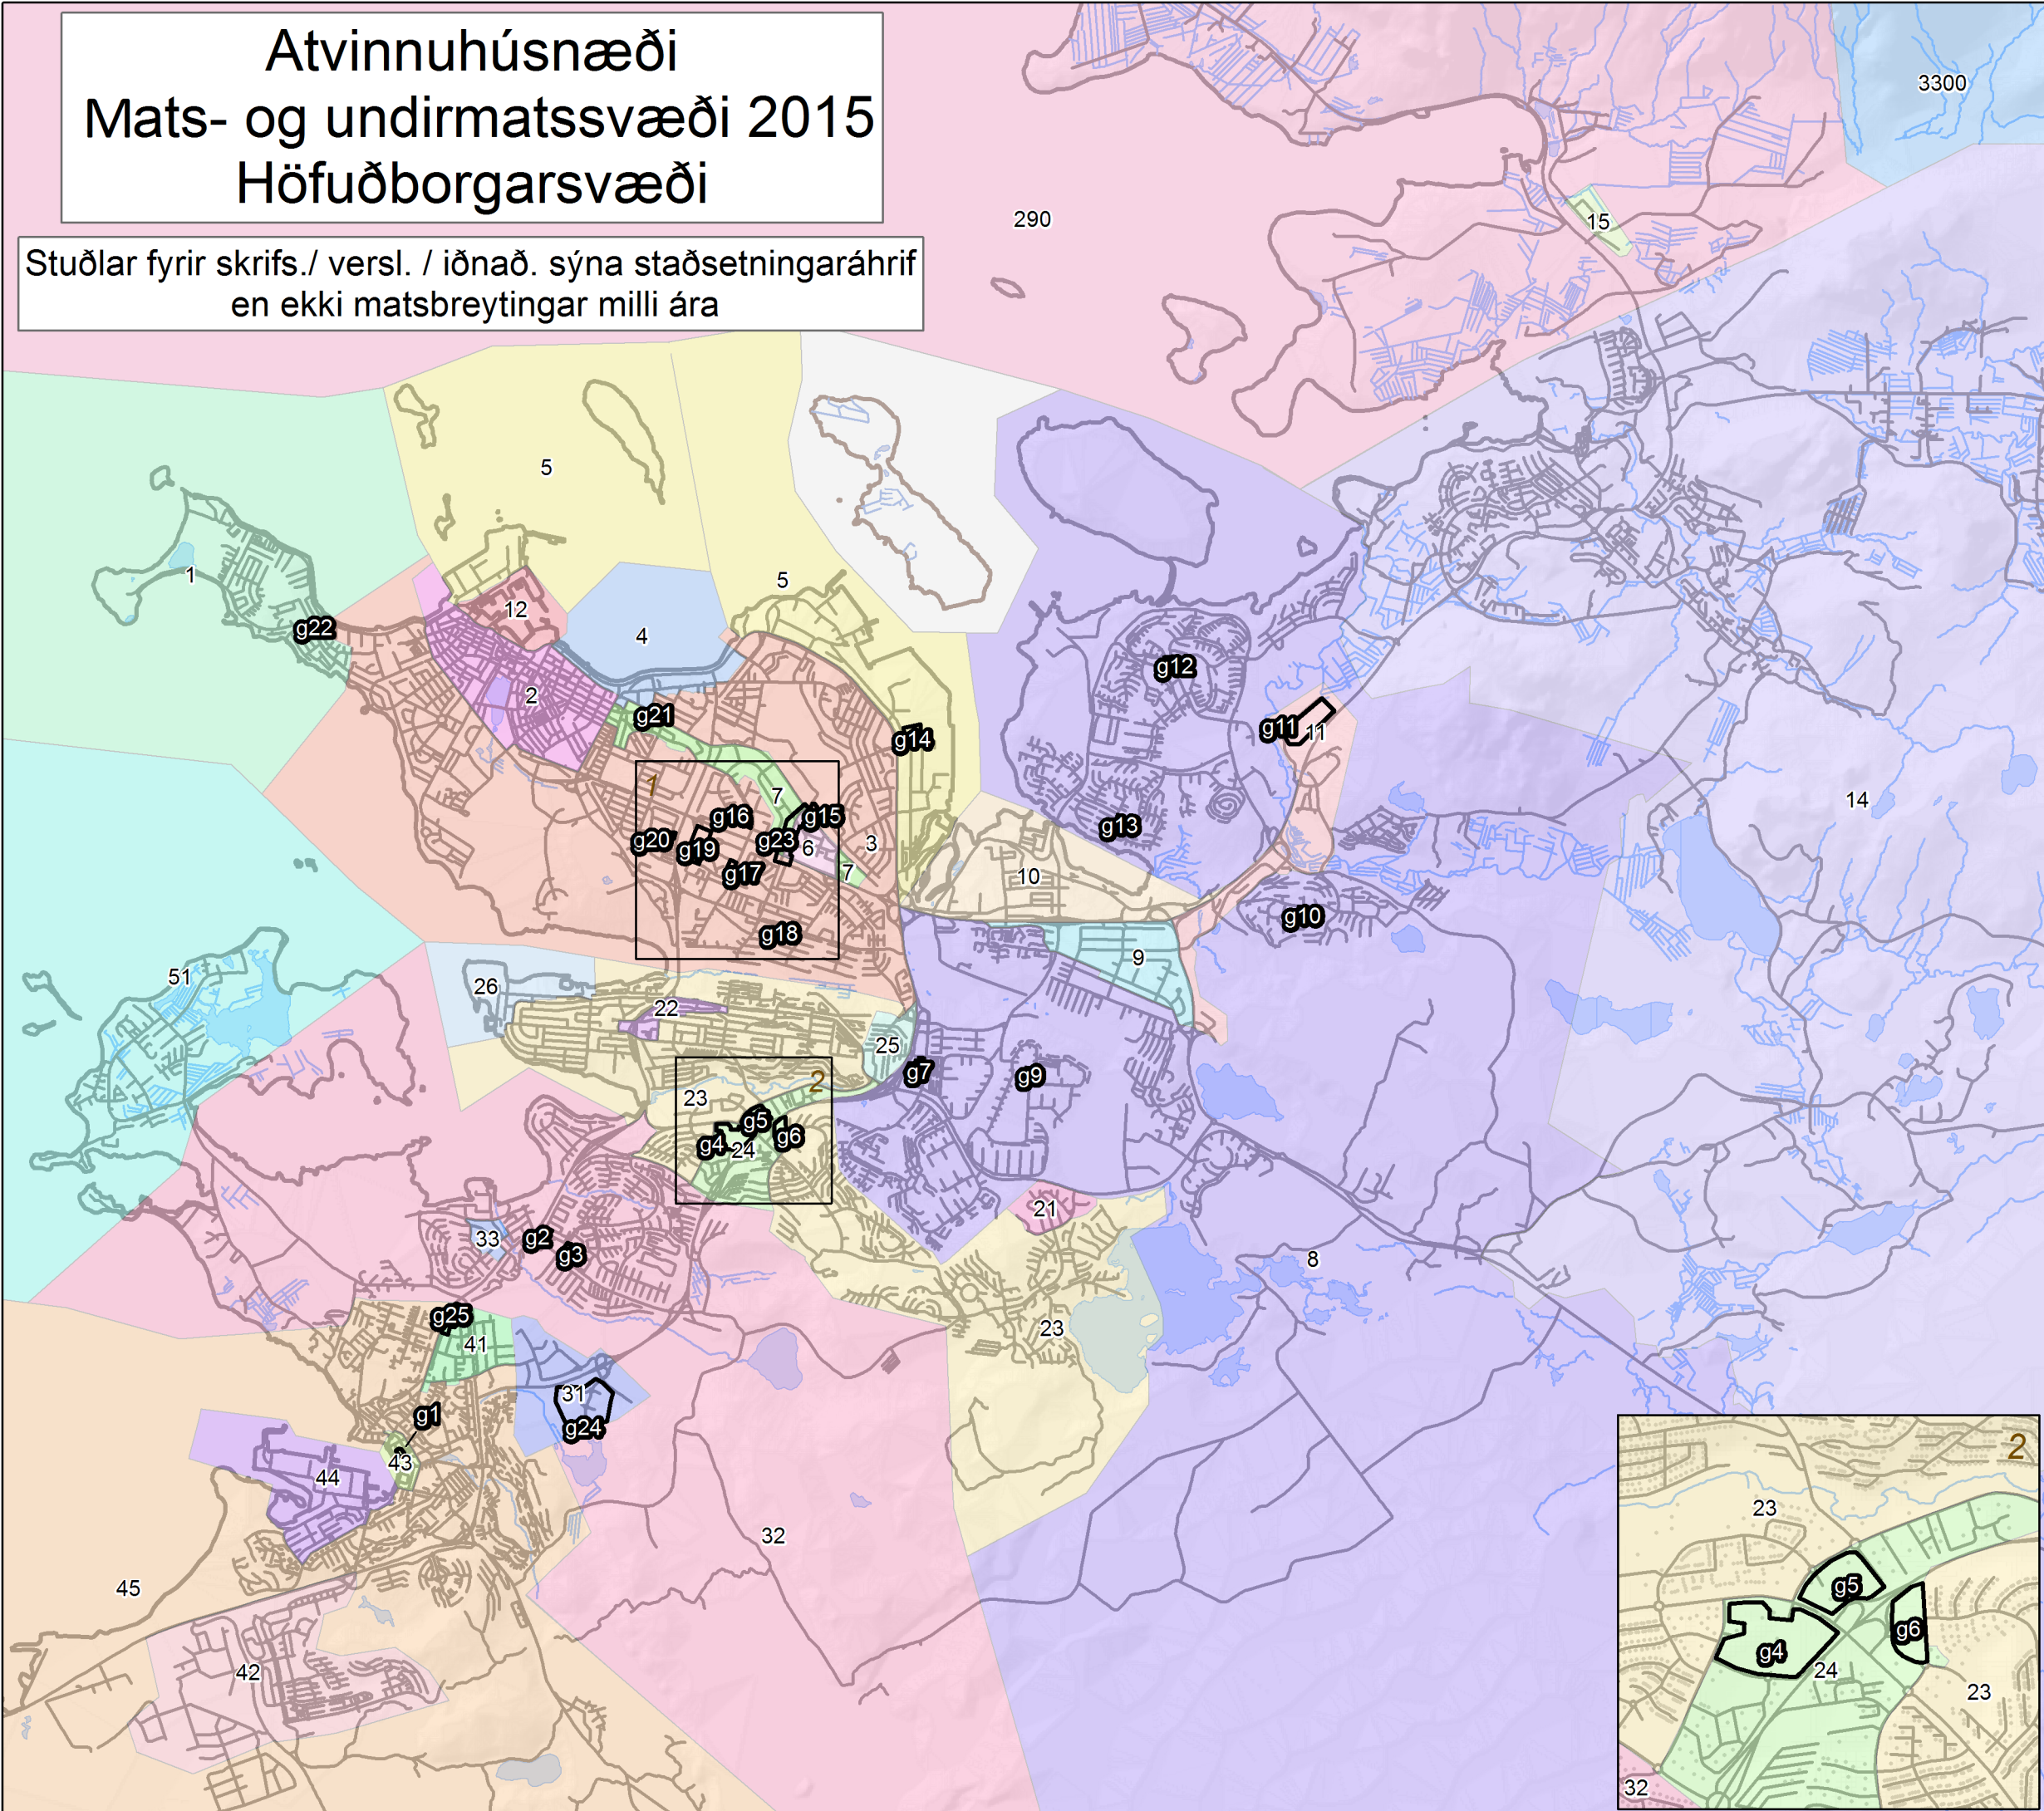 Atvinnuhúsnæði
Mats- og undirmatssvæði 2015
Höfuðborgarsvæði
Stuðlar fyrir skrifs./ versl. / iðnað. sýna staðsetningaráhrif
en ekki matsbreytingar milli ára
3300
290
15
5
5
1
12
g22
4
2
g21
g12
g11
11
g14
1
7
g16
g15
g20
g19
g23
6
3
g17
7
g13
14
10
g18
g10
9
51
26
22
25
g7
g9
2
23
g5
g4
24
g6
21
33
g2
g3
8
g25
41
23
31
g24
g1
43
44
32
45
42
2
23
g5
g6
g4
24
23
32